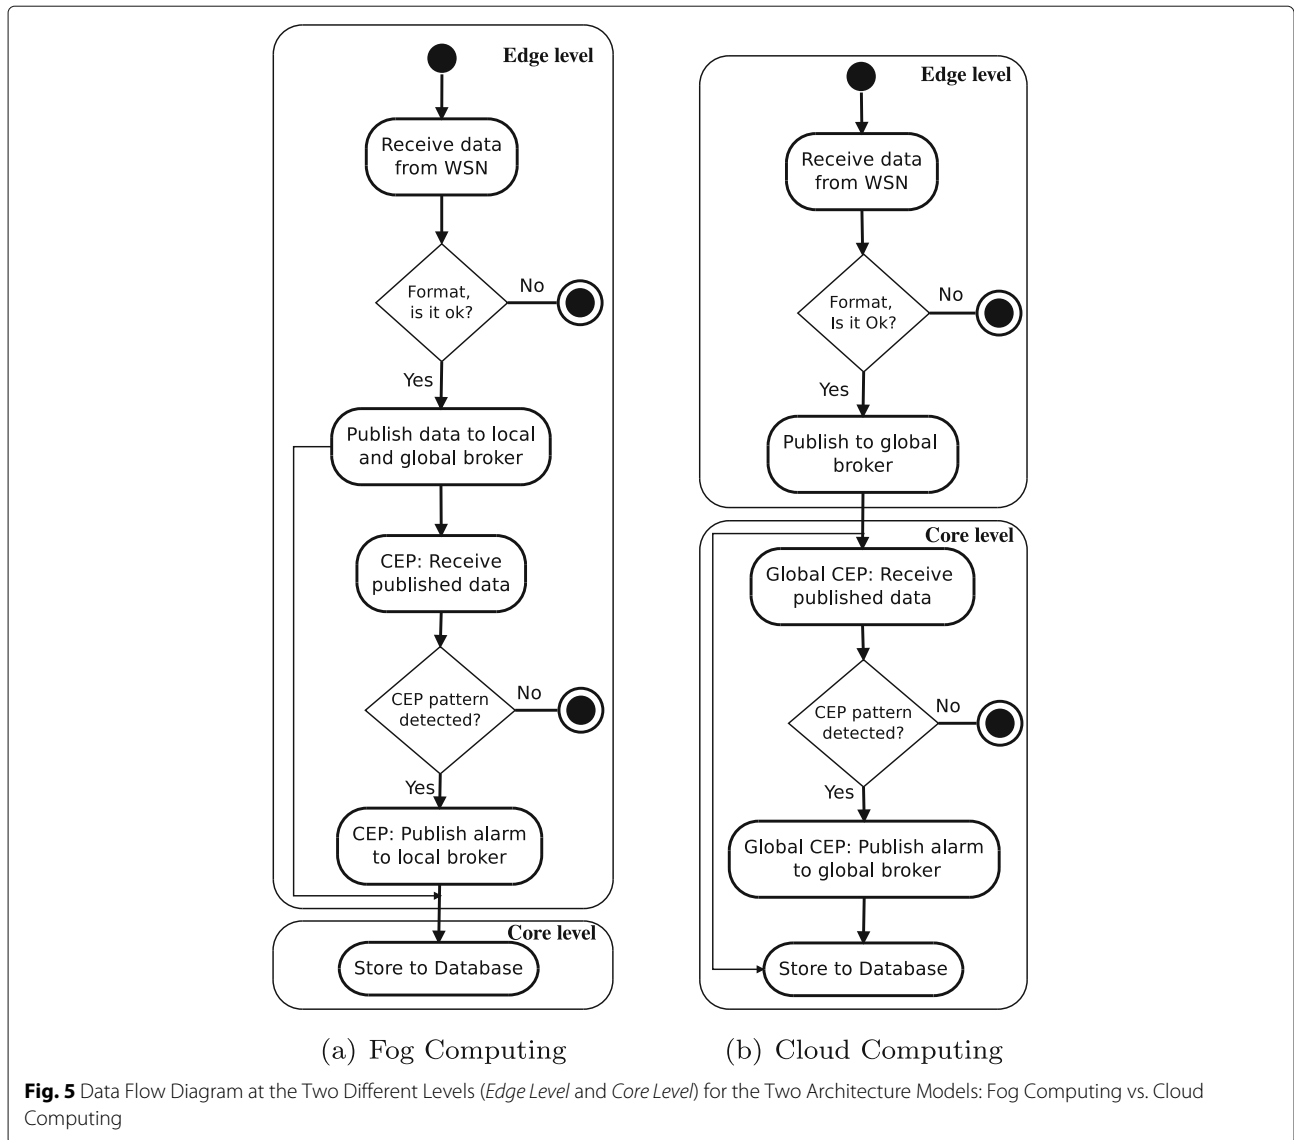 Edge level
Receive data
from WSN
Format,
is it ok?
No
Yes
Publish data to local
and global broker
CEP: Receive
published data
CEP pattern
detected?
No
Yes
CEP: Publish alarm
to local broker
Core level
Store to Database
(a) Fog Computing
Edge level
Receive data
from WSN
Format,
Is it Ok?
No
Yes
Publish to global
broker
Core level
Global CEP: Receive
published data
CEP pattern
detected?
No
Yes
Global CEP: Publish alarm
to global broker
Store to Database
(b) Cloud Computing
Fig. 5 Data Flow Diagram at the Two Different Levels (Edge Level and Core Level) for the Two Architecture Models: Fog Computing vs. Cloud
Computing